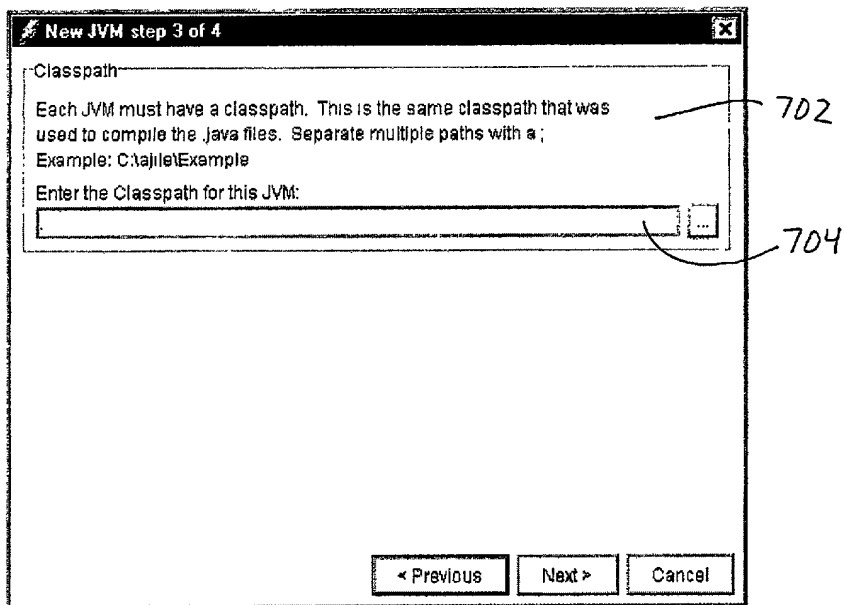 New JVM step 3 of 4
Classpath
Each JVM must have a classpath. This is the same classpath that was
used to compile the .java files. Separate multiple paths with a ;
Example: C:\ajile\Example
Enter the Classpath for this JVM:
.
...
< Previous
Next >
Cancel
702
704